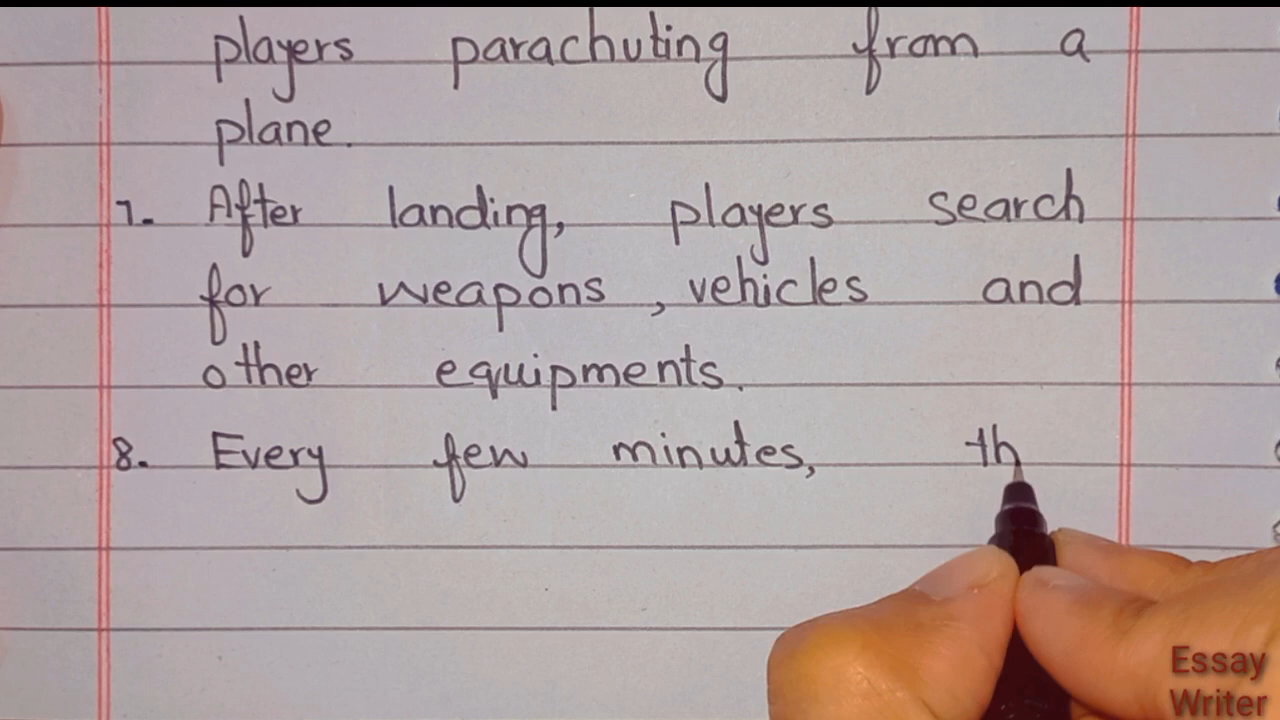 players parachuting from a
plane.
7. After landing, players search
for weapons, vehicles and
other equipments.
8. Every few minutes, th
Essay
Writer